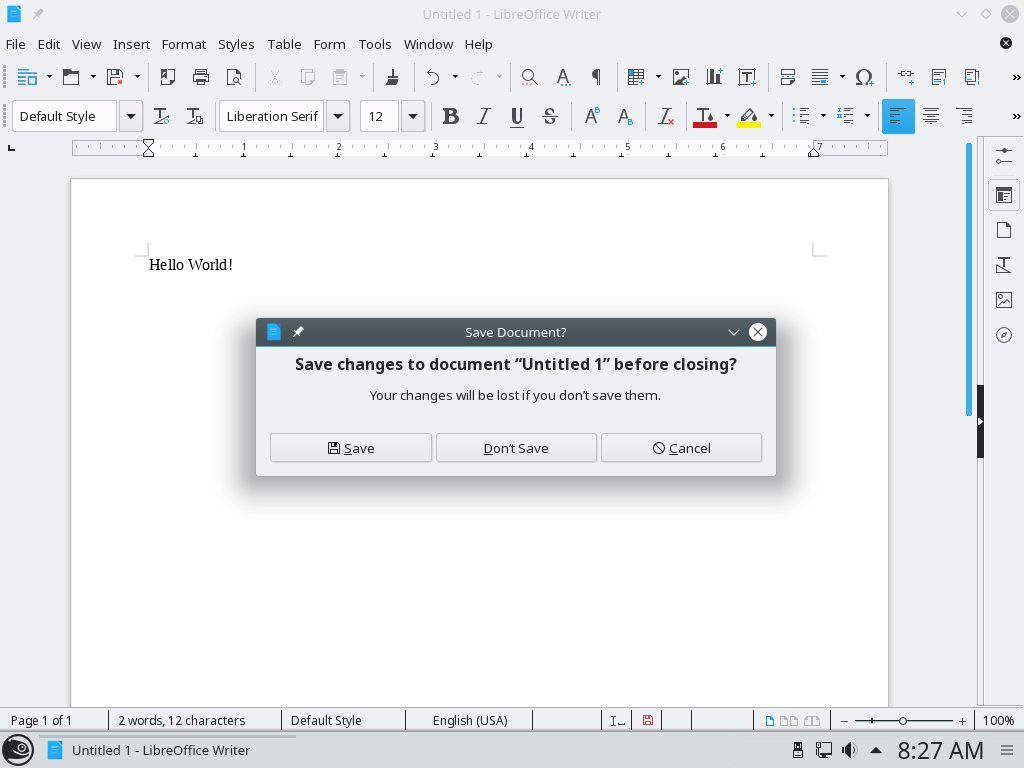 Untitled 1 - LibreOffice Writer
File Edit View Insert Format Styles Table Form Tools Window Help
Default Style Liberation Serif 12
1 2 3 4 5 6 7
Hello World!
Save Document?
Save changes to document “Untitled 1” before closing?
Your changes will be lost if you don’t save them.
Save Don’t Save Cancel
Page 1 of 1 2 words, 12 characters Default Style English (USA) 100%
Untitled 1 - LibreOffice Writer 8:27 AM